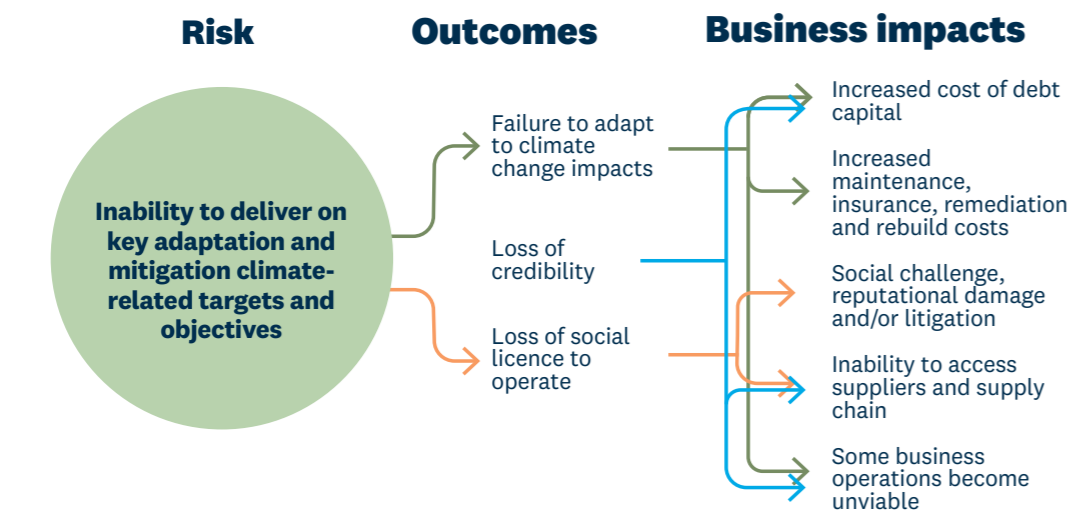 Risk
Outcomes
Business impacts
Inability to deliver on
key adaptation and
mitigation climate-
related targets and
objectives
Failure to adapt
to climate
change impacts
Loss of
credibility
Loss of social
licence to
operate
Increased cost of debt
capital
Increased
maintenance,
insurance, remediation
and rebuild costs
Social challenge,
reputational damage
and/or litigation
Inability to access
suppliers and supply
chain
Some business
operations become
unviable